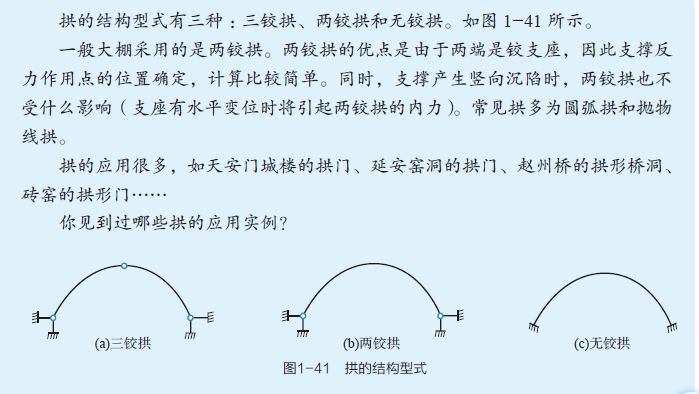 拱的结构型式有三种：三铰拱、两铰拱和无铰拱。如图 1-41 所示。
一般大棚采用的是两铰拱。两铰拱的优点是由于两端是铰支座，因此支撑反
力作用点的位置确定，计算比较简单。同时，支撑产生竖向沉陷时，两铰拱也不
受什么影响（支座有水平变位时将引起两铰拱的内力）。常见拱多为圆弧拱和抛物
线拱。
拱的应用很多，如天安门城楼的拱门、延安窑洞的拱门、赵州桥的拱形桥洞、
砖窑的拱形门……
你见到过哪些拱的应用实例？
(a)三铰拱
(b)两铰拱
(c)无铰拱
图1-41 拱的结构型式